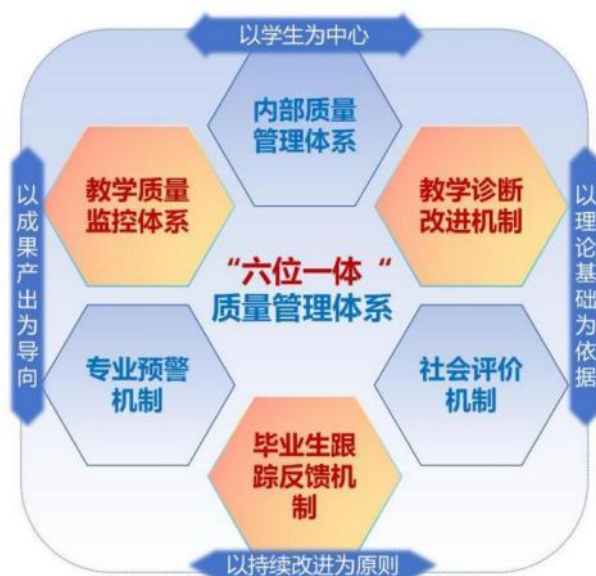 以学生为中心
内部质量
管理体系
教学质量
监控体系
教学诊断
改进机制
以成果产出为导向
以理论基础为依据
“六位一体“
质量管理体系
专业预警
机制
社会评价
机制
毕业生跟
踪反馈机
制
以持续改进为原则